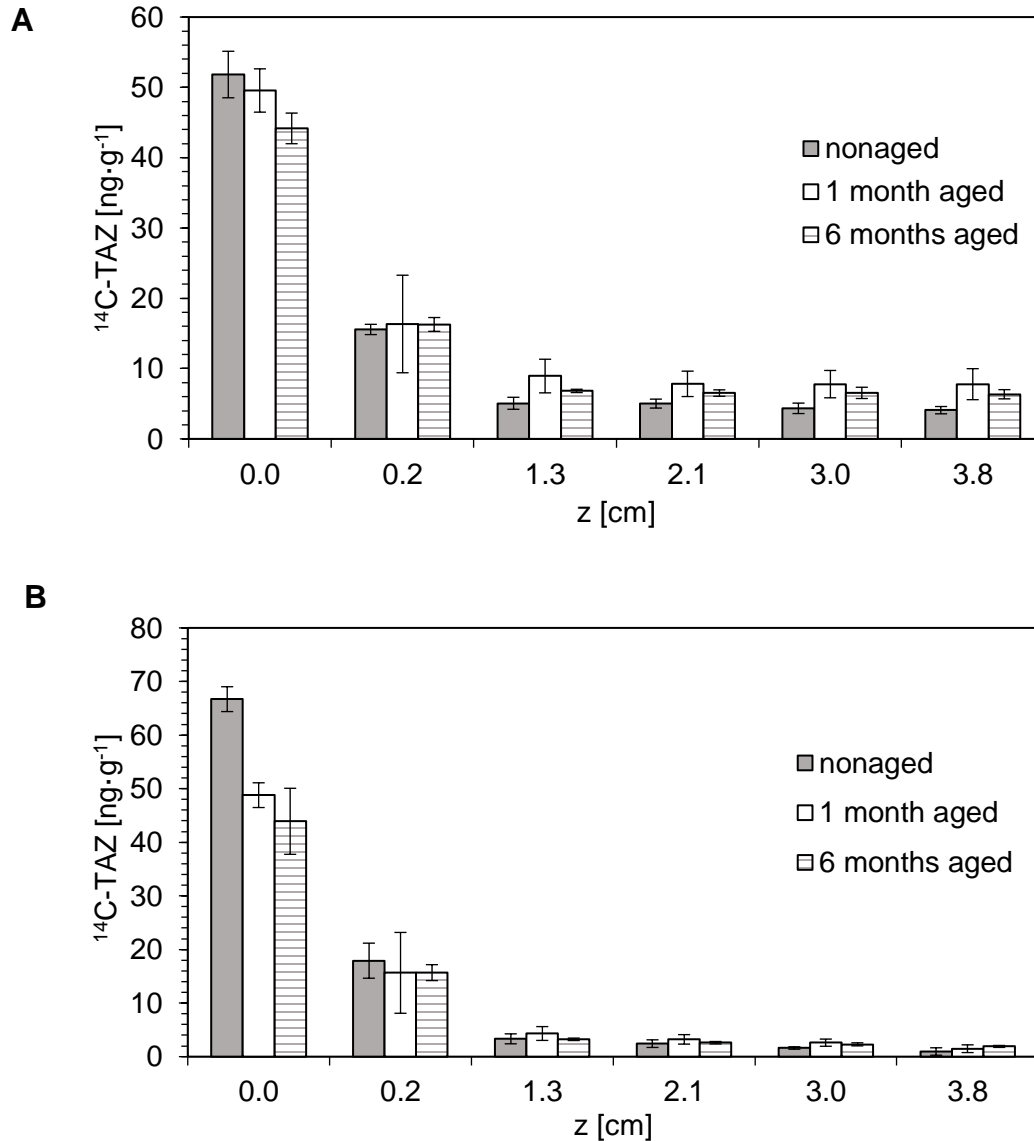 A
60
50
40
30
20
10
0
¹⁴C-TAZ [ng·g⁻¹]
nonaged
1 month aged
6 months aged
0.0 0.2 1.3 2.1 3.0 3.8
z [cm]
B
80
70
60
50
40
30
20
10
0
¹⁴C-TAZ [ng·g⁻¹]
nonaged
1 month aged
6 months aged
0.0 0.2 1.3 2.1 3.0 3.8
z [cm]